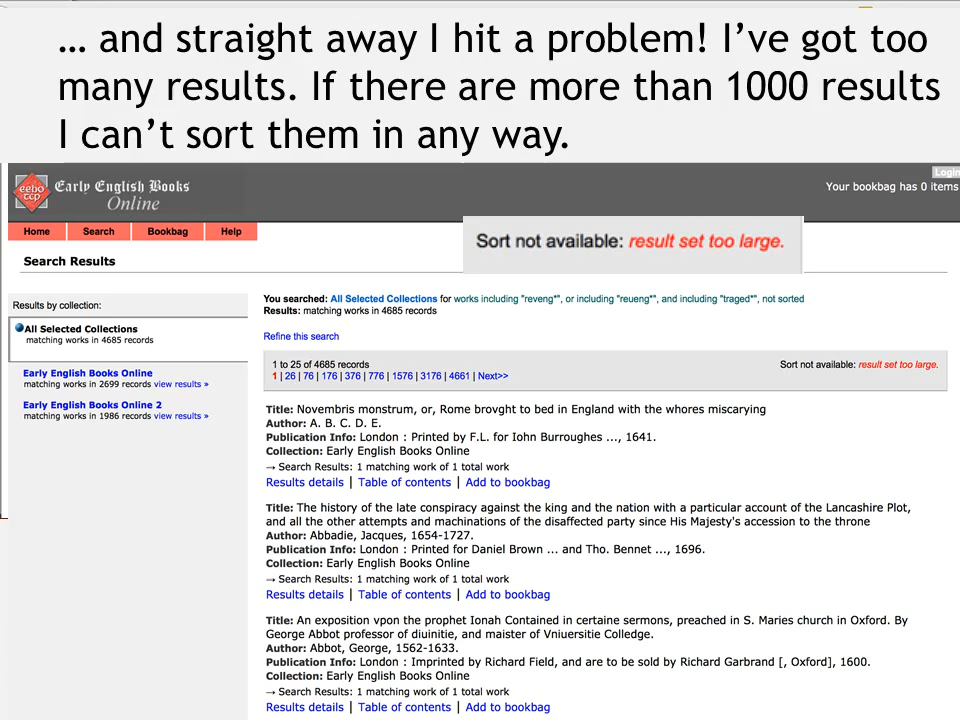 … and straight away I hit a problem! I've got too
many results. If there are more than 1000 results
I can't sort them in any way.
eebo
tcp
Early English Books
Online
Login
Your bookbag has 0 items
Home Search Bookbag Help
Sort not available: result set too large.
Search Results
Results by collection:
All Selected Collections
matching works in 4685 records
Early English Books Online
matching works in 2699 records view results »
Early English Books Online 2
matching works in 1986 records view results »
You searched: All Selected Collections for works including "reveng*", or including "reueng*", and including "traged*", not sorted
Results: matching works in 4685 records
Refine this search
1 to 25 of 4685 records
Sort not available: result set too large.
1 | 26 | 76 | 176 | 376 | 776 | 1576 | 3176 | 4661 | Next>>
Title: Novembris monstrum, or, Rome brovght to bed in England with the whores miscarying
Author: A. B. C. D. E.
Publication Info: London : Printed by F.L. for Iohn Burroughes ..., 1641.
Collection: Early English Books Online
→ Search Results: 1 matching work of 1 total work
Results details | Table of contents | Add to bookbag
Title: The history of the late conspiracy against the king and the nation with a particular account of the Lancashire Plot,
and all the other attempts and machinations of the disaffected party since His Majesty's accession to the throne
Author: Abbadie, Jacques, 1654-1727.
Publication Info: London : Printed for Daniel Brown ... and Tho. Bennet ..., 1696.
Collection: Early English Books Online
→ Search Results: 1 matching work of 1 total work
Results details | Table of contents | Add to bookbag
Title: An exposition vpon the prophet Ionah Contained in certaine sermons, preached in S. Maries church in Oxford. By
George Abbot professor of diuinitie, and maister of Vniuersitie Colledge.
Author: Abbot, George, 1562-1633.
Publication Info: London : Imprinted by Richard Field, and are to be sold by Richard Garbrand [, Oxford], 1600.
Collection: Early English Books Online
→ Search Results: 1 matching work of 1 total work
Results details | Table of contents | Add to bookbag